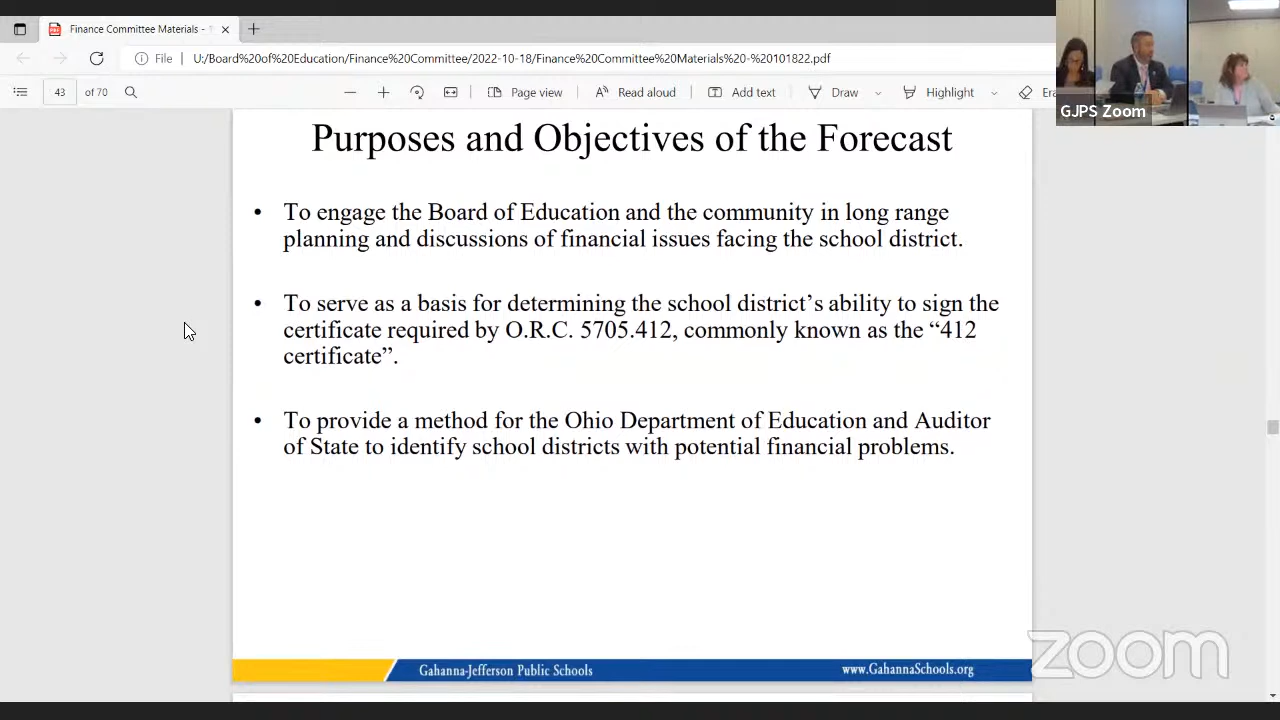 Finance Committee Materials -
File
U:/Board%20of%20Education/Finance%20Committee/2022-10-18/Finance%20Committee%20Materials%20-%20101822.pdf
43 of 70
Page view
Read aloud
Add text
Draw
Highlight
Era
GJPS Zoom
Purposes and Objectives of the Forecast
• To engage the Board of Education and the community in long range
planning and discussions of financial issues facing the school district.
• To serve as a basis for determining the school district’s ability to sign the
certificate required by O.R.C. 5705.412, commonly known as the “412
certificate”.
• To provide a method for the Ohio Department of Education and Auditor
of State to identify school districts with potential financial problems.
Gahanna-Jefferson Public Schools
www.GahannaSchools.org
zoom